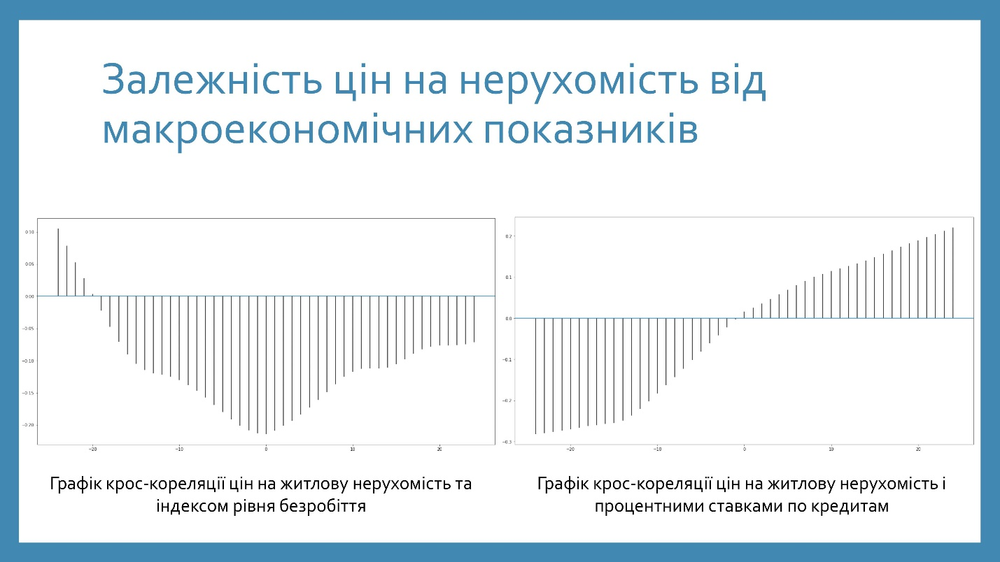 Залежність цін на нерухомість від
макроекономічних показників
0.10
0.05
0.00
−0.05
−0.10
−0.15
−0.20
−20 −10 0 10 20
0.2
0.1
0.0
−0.1
−0.2
−0.3
−20 −10 0 10 20
Графік крос-кореляції цін на житлову нерухомість та
індексом рівня безробіття
Графік крос-кореляції цін на житлову нерухомість і
процентними ставками по кредитам